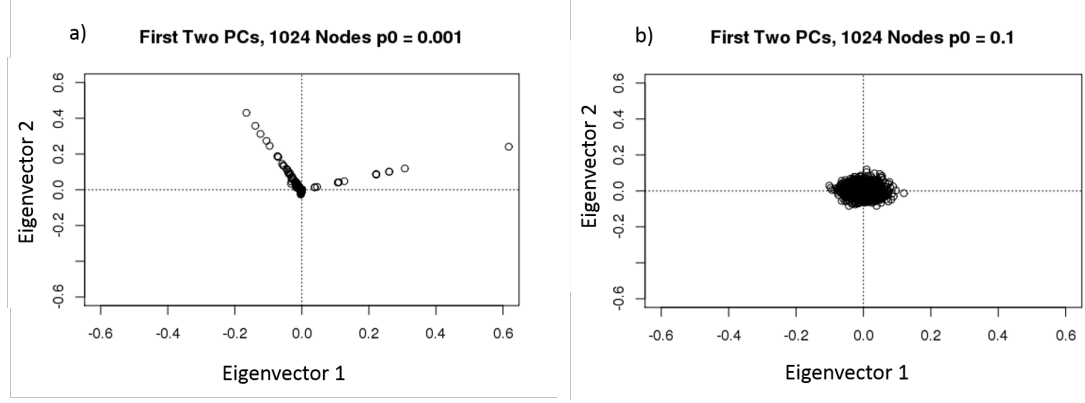 a)
First Two PCs, 1024 Nodes p0 = 0.001
0.6
0.4
0.2
0.0
-0.2
-0.6
Eigenvector 2
-0.6 -0.4 -0.2 0.0 0.2 0.4 0.6
Eigenvector 1
b)
First Two PCs, 1024 Nodes p0 = 0.1
0.6
0.4
0.2
0.0
-0.2
-0.6
Eigenvector 2
-0.6 -0.4 -0.2 0.0 0.2 0.4 0.6
Eigenvector 1